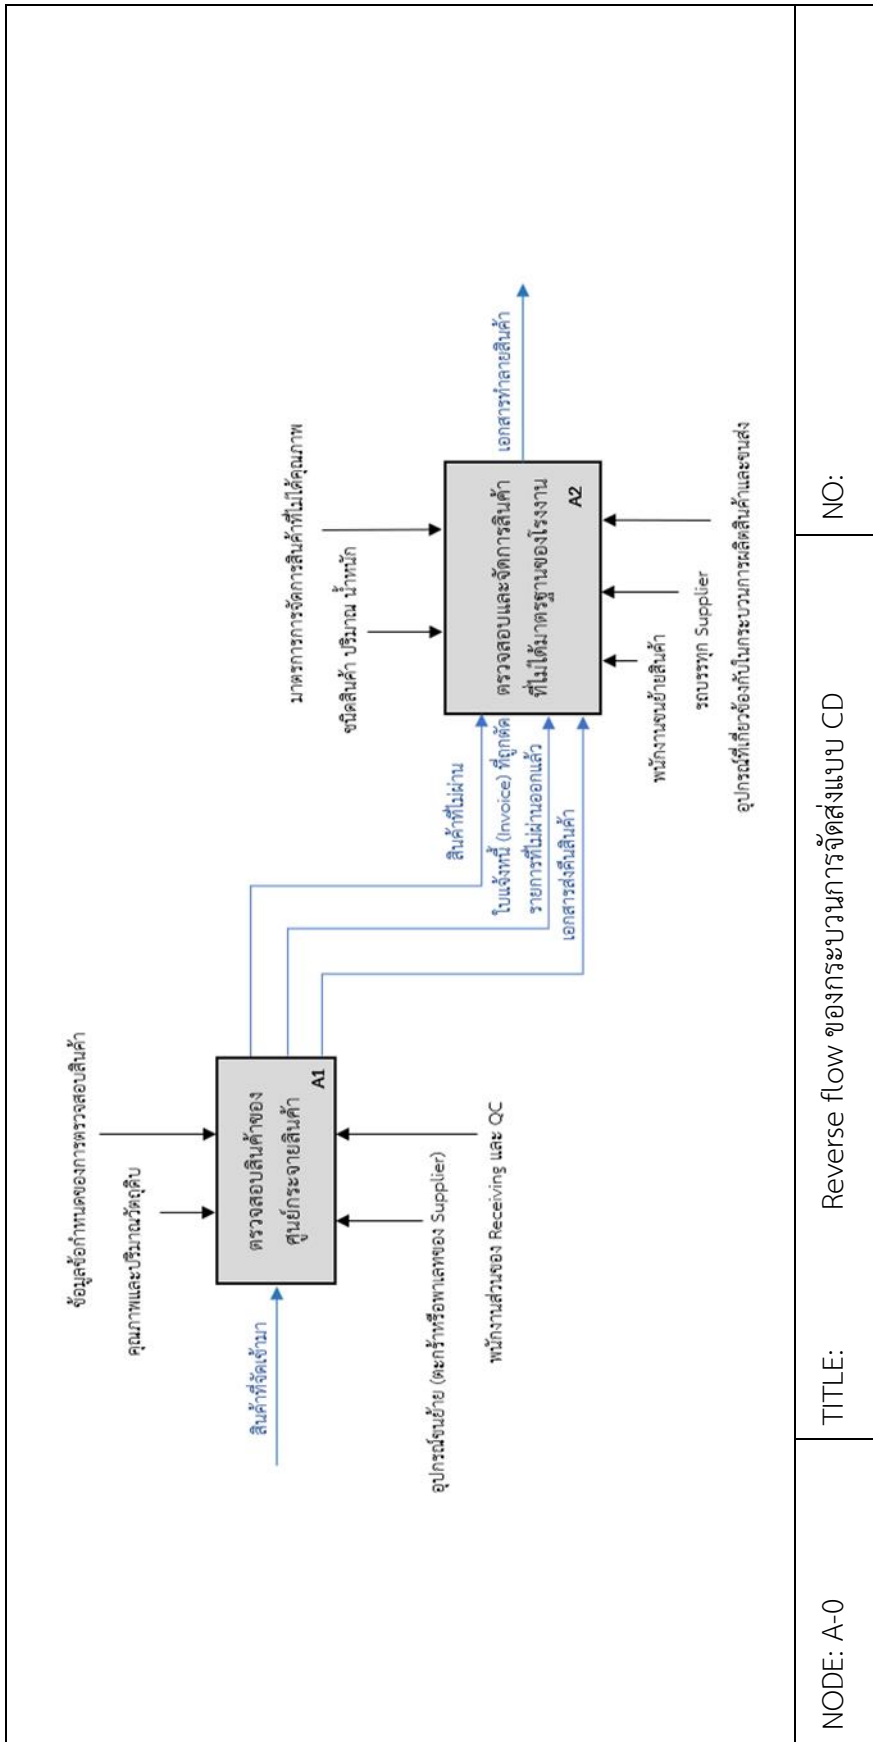 ข้อมูลข้อกำหนดของการตรวจสอบสินค้า
คุณภาพและปริมาณวัตถุดิบ
สินค้าที่จัดเข้ามา
ตรวจสอบสินค้าของ
ศูนย์กระจายสินค้า
A1
อุปกรณ์ขนย้าย (ตะกร้าหรือพาเลทของ Supplier)
พนักงานส่วนของ Receiving และ QC
มาตรการการจัดการสินค้าที่ไม่ได้คุณภาพ
ชนิดสินค้า ปริมาณ น้ำหนัก
สินค้าที่ไม่ผ่าน
ใบแจ้งหนี้ (Invoice) ที่ถูกตัด
รายการที่ไม่ผ่านออกแล้ว
เอกสารส่งคืนสินค้า
ตรวจสอบและจัดการสินค้า
ที่ไม่ได้มาตรฐานของโรงงาน
A2
เอกสารทำลายสินค้า
พนักงานขนย้ายสินค้า
รถบรรทุก Supplier
อุปกรณ์ที่เกี่ยวข้องกับในกระบวนการผลิตสินค้าและขนส่ง
NODE: A-0
TITLE:
Reverse flow ของกระบวนการจัดส่งแบบ CD
NO: